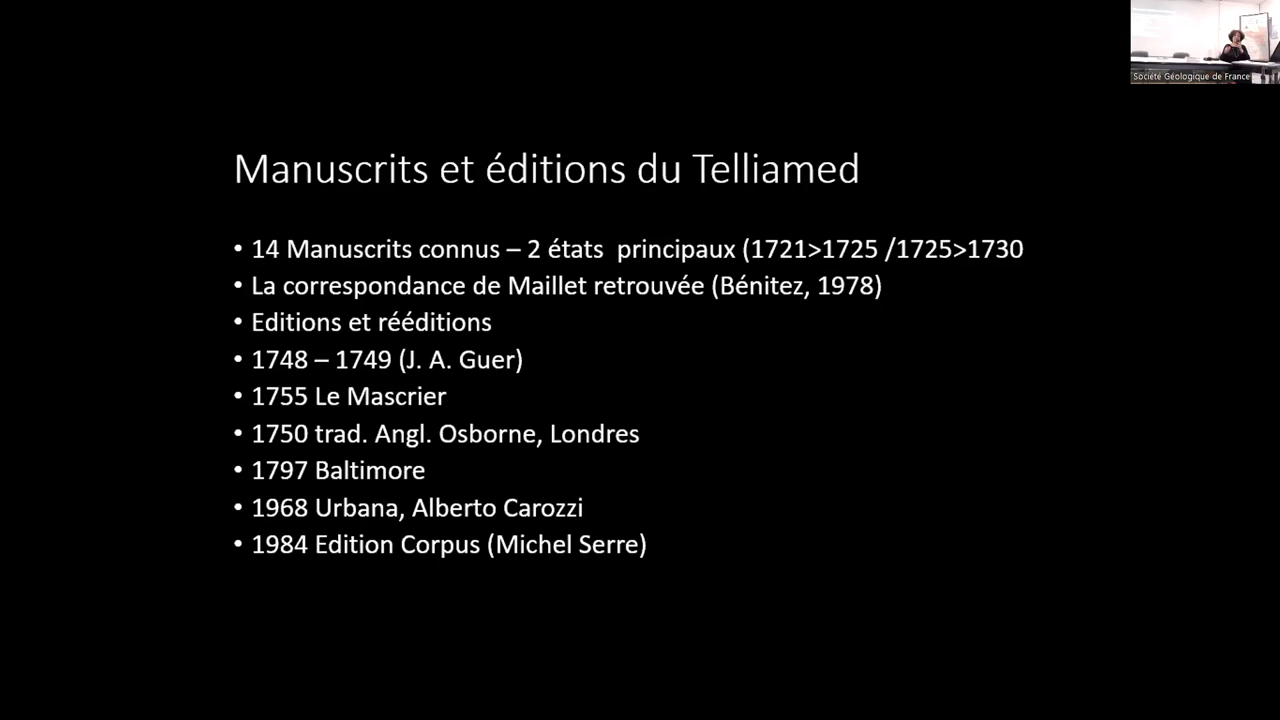 Société Géologique de France
Manuscrits et éditions du Telliamed
• 14 Manuscrits connus – 2 états  principaux (1721>1725 /1725>1730
• La correspondance de Maillet retrouvée (Bénitez, 1978)
• Editions et rééditions
• 1748 – 1749 (J. A. Guer)
• 1755 Le Mascrier
• 1750 trad. Angl. Osborne, Londres
• 1797 Baltimore
• 1968 Urbana, Alberto Carozzi
• 1984 Edition Corpus (Michel Serre)